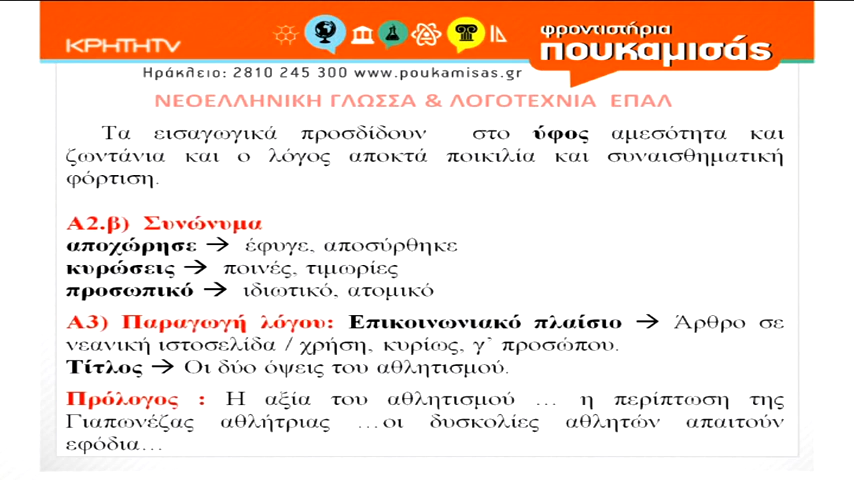 ΚΡΗΤΗTV
φροντιστήρια
πουκαμισάς
Ηράκλειο: 2810 245 300 www.poukamisas.gr
ΝΕΟΕΛΛΗΝΙΚΗ ΓΛΩΣΣΑ & ΛΟΓΟΤΕΧΝΙΑ ΕΠΑΛ
Τα εισαγωγικά προσδίδουν στο ύφος αμεσότητα και
ζωντάνια και ο λόγος αποκτά ποικιλία και συναισθηματική
φόρτιση.
Α2.β) Συνώνυμα
αποχώρησε → έφυγε, αποσύρθηκε
κυρώσεις → ποινές, τιμωρίες
προσωπικό → ιδιωτικό, ατομικό
Α3) Παραγωγή λόγου: Επικοινωνιακό πλαίσιο → Άρθρο σε
νεανική ιστοσελίδα / χρήση, κυρίως, γ΄ προσώπου.
Τίτλος → Οι δύο όψεις του αθλητισμού.
Πρόλογος : Η αξία του αθλητισμού … η περίπτωση της
Γιαπωνέζας αθλήτριας …οι δυσκολίες αθλητών απαιτούν
εφόδια…